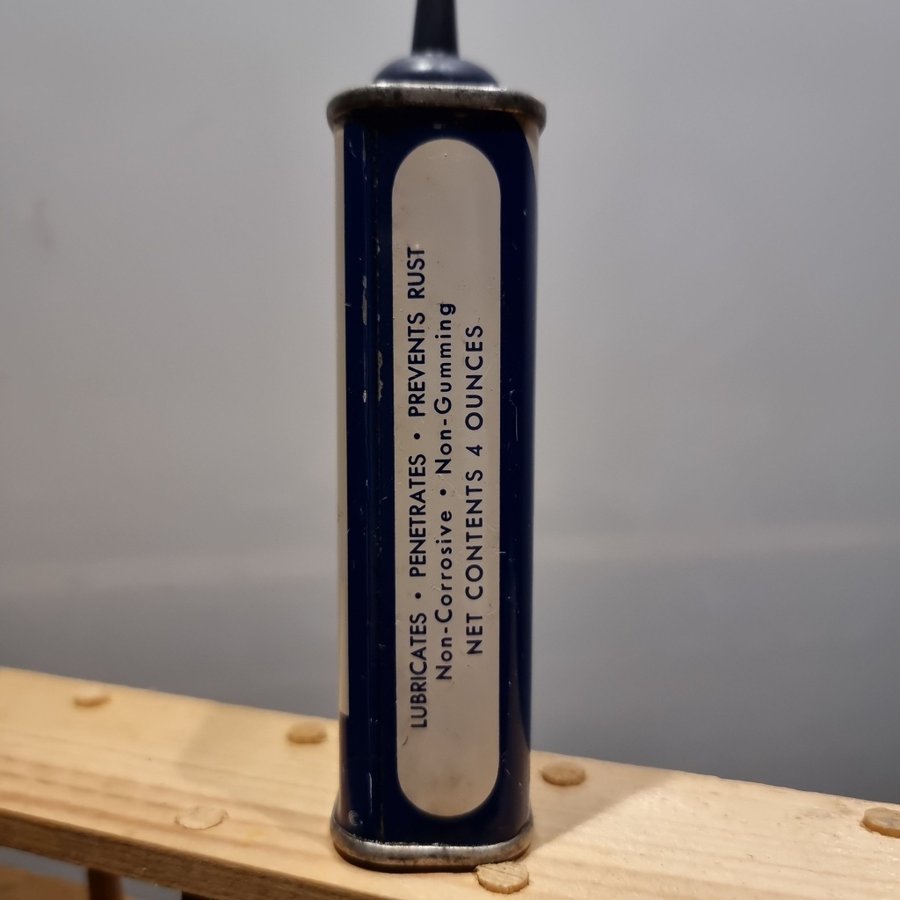 LUBRICATES • PENETRATES • PREVENTS RUST
Non-Corrosive • Non-Gumming
NET CONTENTS 4 OUNCES